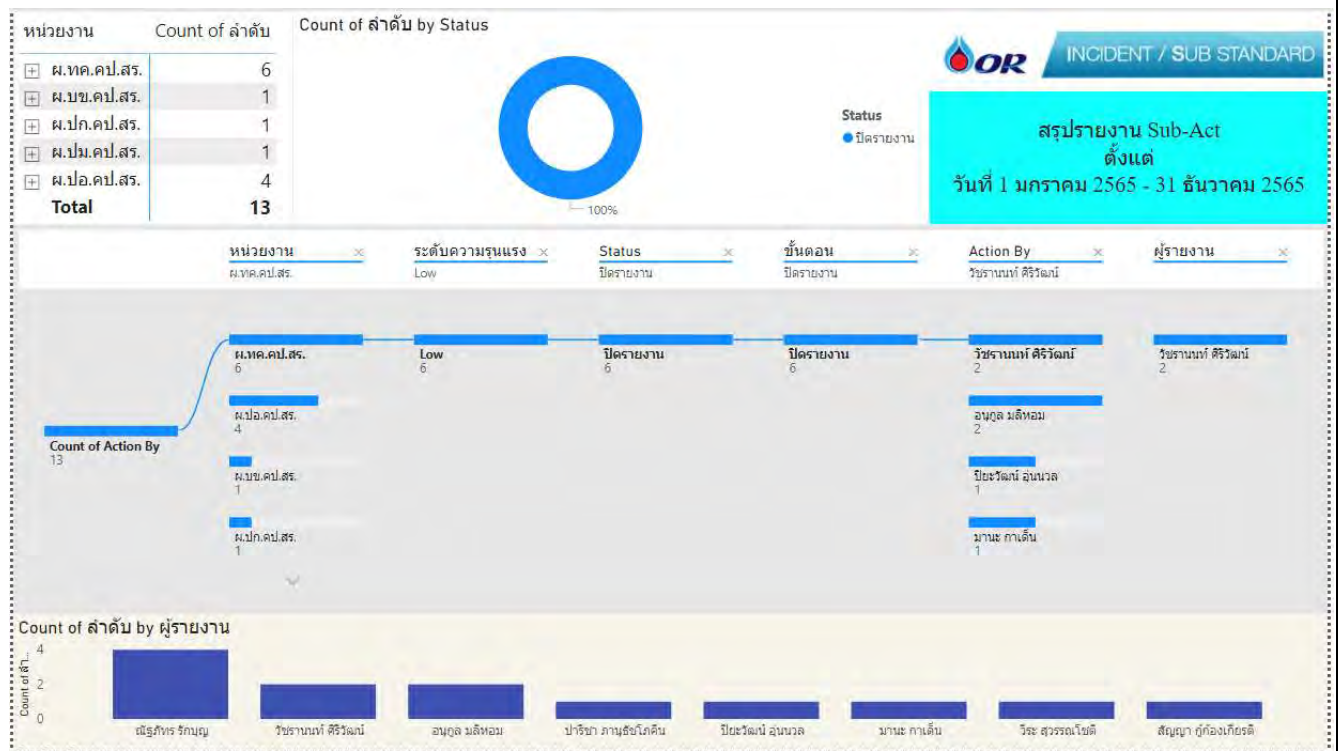 หน่วยงาน Count of ลำดับ
ผ.ทค.คป.สร. 6
ผ.บข.คป.สร. 1
ผ.ปก.คป.สร. 1
ผ.ปม.คป.สร. 1
ผ.ปอ.คป.สร. 4
Total 13
Count of ลำดับ by Status
100%
Status
ปิดรายงาน
OR
INCIDENT / SUB STANDARD
สรุปรายงาน Sub-Act
ตั้งแต่
วันที่ 1 มกราคม 2565 - 31 ธันวาคม 2565
หน่วยงาน ระดับความรุนแรง Status ขั้นตอน Action By ผู้รายงาน
ผ.ทค.คป.สร. Low ปิดรายงาน ปิดรายงาน วัชรานนท์ ศิริวัฒน์
Count of Action By
13
ผ.ทค.คป.สร.
6
ผ.ปอ.คป.สร.
4
ผ.บข.คป.สร.
1
ผ.ปก.คป.สร.
1
Low
6
ปิดรายงาน
6
ปิดรายงาน
6
วัชรานนท์ ศิริวัฒน์
2
อนุกูล มลิหอม
2
ปิยะวัฒน์ อุ่นนวล
1
มานะ กาเด็น
1
วัชรานนท์ ศิริวัฒน์
2
Count of ลำดับ by ผู้รายงาน
Count of ลำ...
4
2
0
ณัฐภัทร รักบุญ วัชรานนท์ ศิริวัฒน์ อนุกูล มลิหอม ปาริชา ภานุธัชโภคิน ปิยะวัฒน์ อุ่นนวล มานะ กาเด็น วีระ สุวรรณโชติ สัญญา กู่ก้องเกียรติ